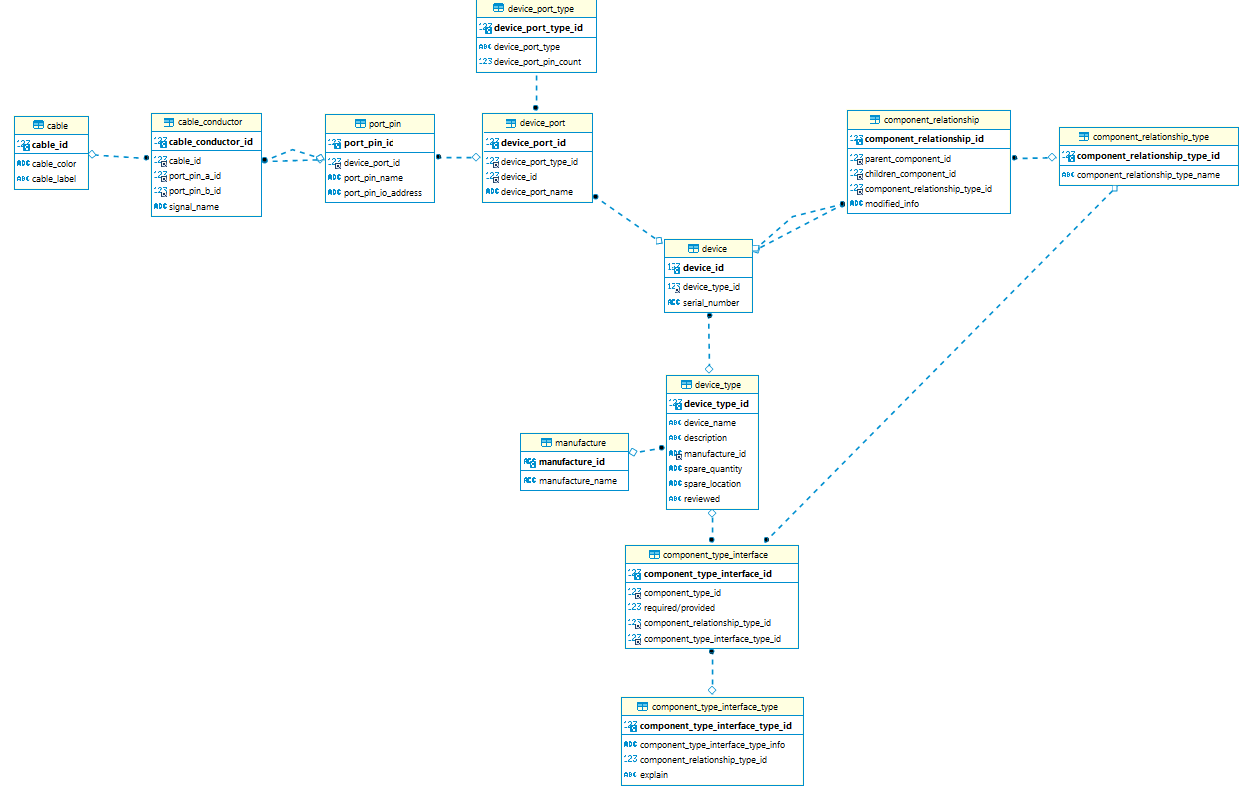 device_port_type
device_port_type_id
device_port_type
device_port_pin_count
cable
cable_id
cable_color
cable_label
cable_conductor
cable_conductor_id
cable_id
port_pin_a_id
port_pin_b_id
signal_name
port_pin
port_pin_ic
device_port_id
port_pin_name
port_pin_io_address
device_port
device_port_id
device_port_type_id
device_id
device_port_name
component_relationship
component_relationship_id
parent_component_id
children_component_id
component_relationship_type_id
modified_info
component_relationship_type
component_relationship_type_id
component_relationship_type_name
device
device_id
device_type_id
serial_number
device_type
device_type_id
device_name
description
manufacture_id
spare_quantity
spare_location
reviewed
manufacture
manufacture_id
manufacture_name
component_type_interface
component_type_interface_id
component_type_id
required/provided
component_relationship_type_id
component_type_interface_type_id
component_type_interface_type
component_type_interface_type_id
component_type_interface_type_info
component_relationship_type_id
explain